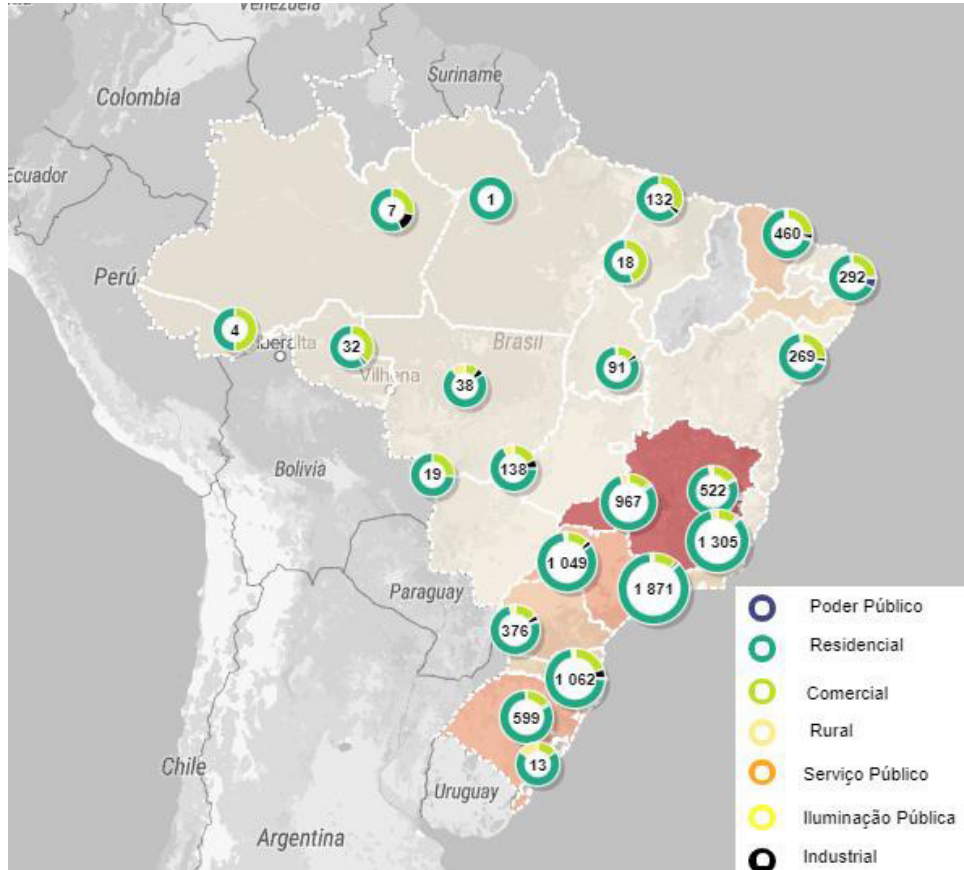 Venezuela
Suriname
Colombia
Ecuador
7
1
132
460
18
292
Perú
4
32
Brasil
269
Vilhena
38
91
Bolivia
19
138
967
522
1 305
1 049
1 871
Paraguay
376
1 062
599
13
Chile
Uruguay
Argentina
Poder Público
Residencial
Comercial
Rural
Serviço Público
Iluminação Pública
Industrial